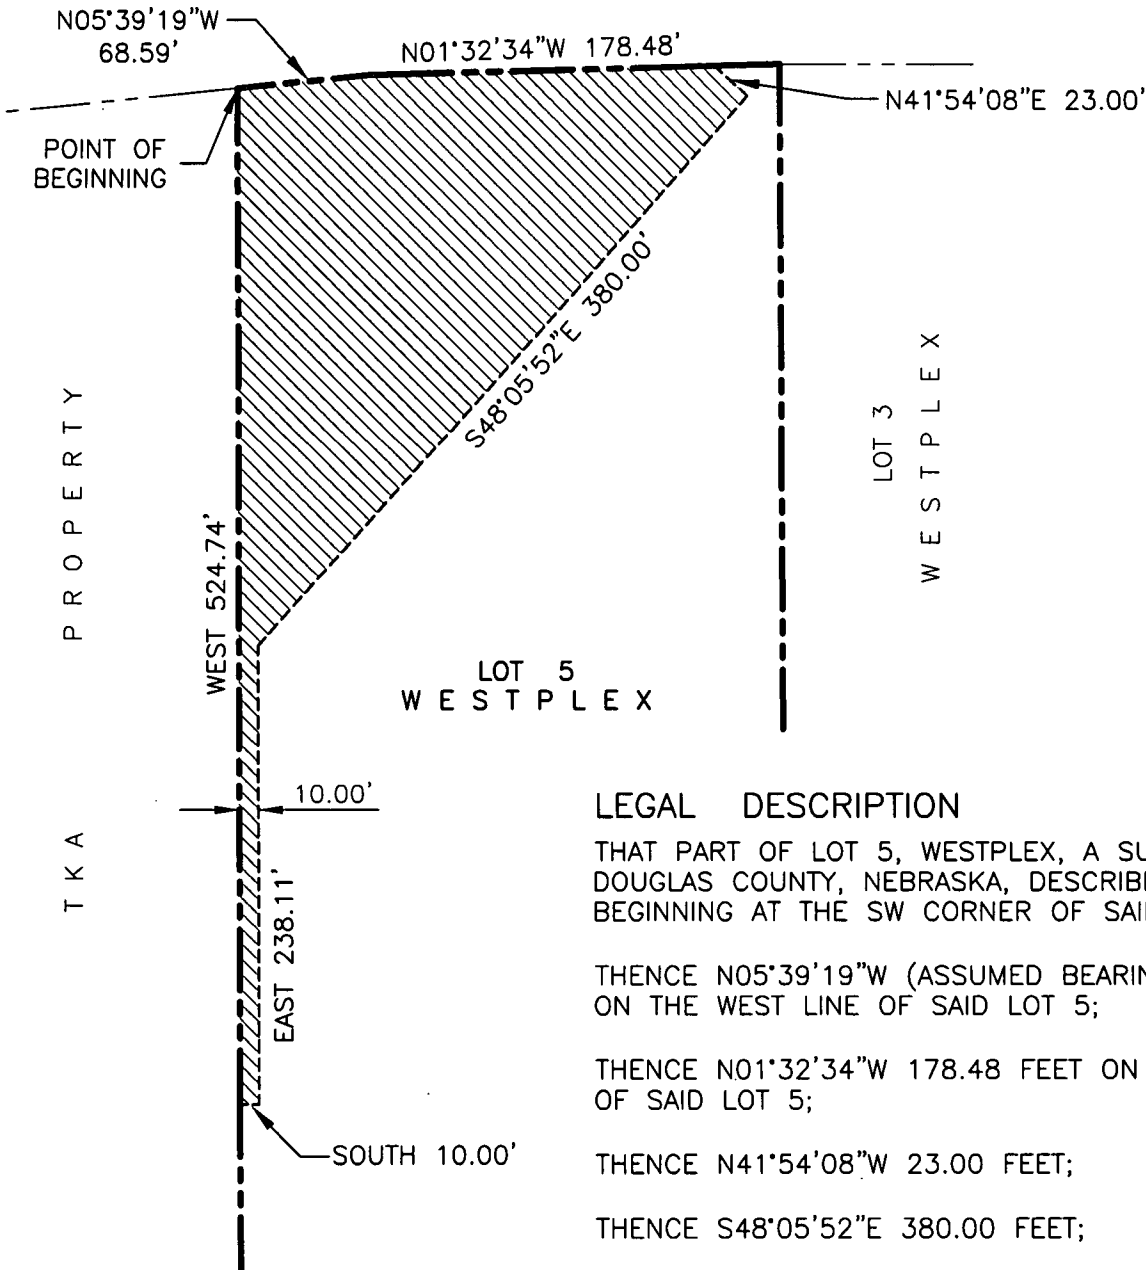 N05°39'19"W
68.59'
N01°32'34"W 178.48'
N41°54'08"E 23.00'
POINT OF
BEGINNING
S48°05'52"E 380.00'
PROPERTY
LOT 3
WESTPLEX
WEST 524.74'
LOT 5
WESTPLEX
10.00'
TKA
EAST 238.11'
SOUTH 10.00'
LEGAL DESCRIPTION
THAT PART OF LOT 5, WESTPLEX, A
DOUGLAS COUNTY, NEBRASKA,
BEGINNING AT THE SW CORNER OF
THENCE N05°39'19"W (ASSUMED
ON THE WEST LINE OF SAID LOT 5;
THENCE N01°32'34"W 178.48 FEET ON
OF SAID LOT 5;
THENCE N41°54'08"W 23.00 FEET;
THENCE S48°05'52"E 380.00 FEET;